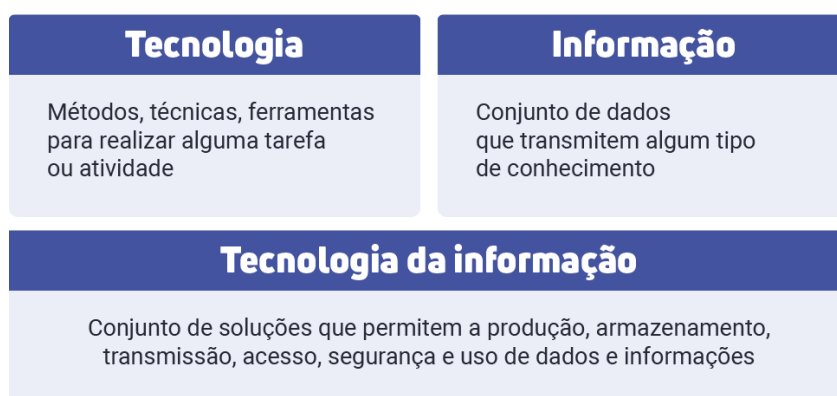 Tecnologia
Métodos, técnicas, ferramentas
para realizar alguma tarefa
ou atividade
Informação
Conjunto de dados
que transmitem algum tipo
de conhecimento
Tecnologia da informação
Conjunto de soluções que permitem a produção, armazenamento,
transmissão, acesso, segurança e uso de dados e informações